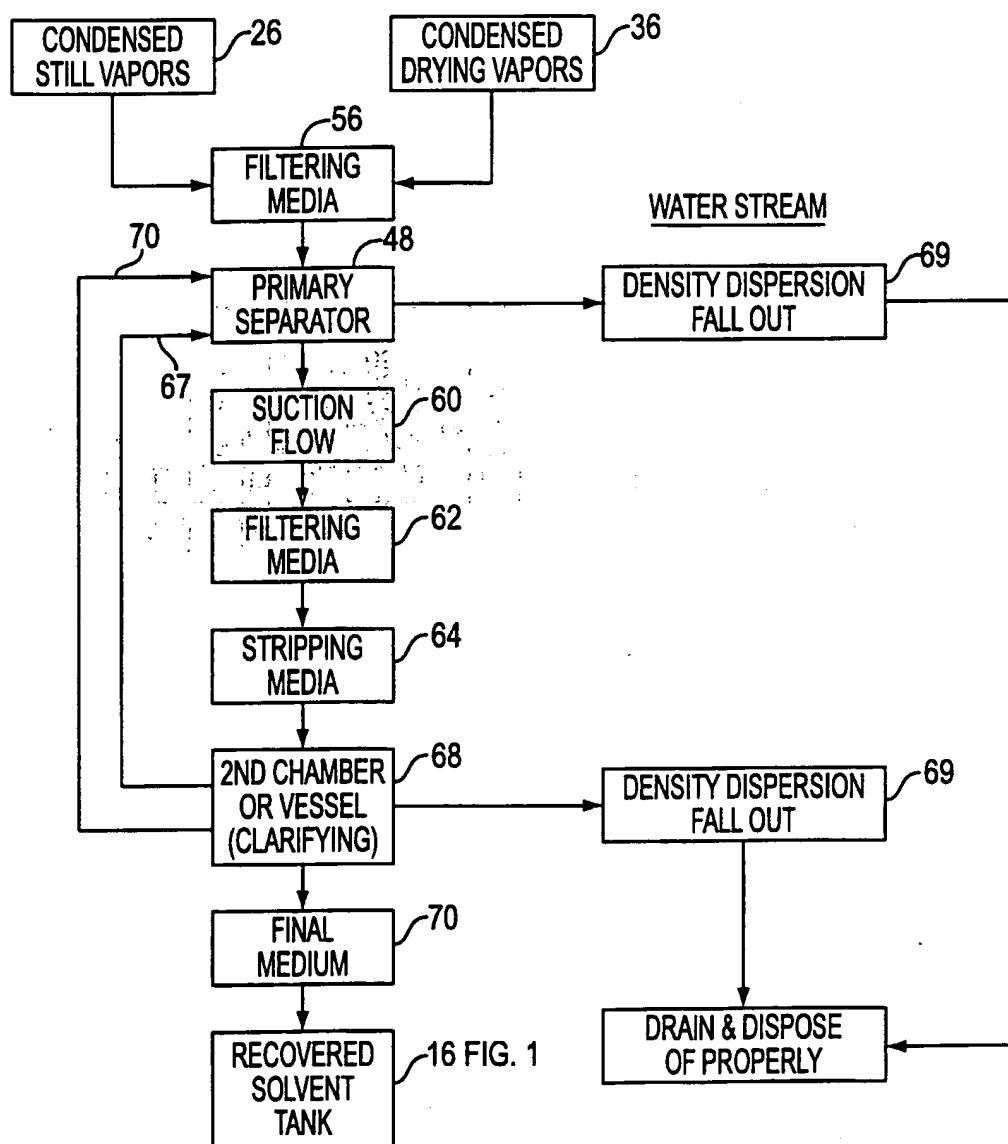 CONDENSED
STILL VAPORS
26
CONDENSED
DRYING VAPORS
36
56
FILTERING
MEDIA
WATER STREAM
70
48
PRIMARY
SEPARATOR
69
DENSITY DISPERSION
FALL OUT
67
60
SUCTION
FLOW
62
FILTERING
MEDIA
64
STRIPPING
MEDIA
68
2ND CHAMBER
OR VESSEL
(CLARIFYING)
69
DENSITY DISPERSION
FALL OUT
70
FINAL
MEDIUM
DRAIN & DISPOSE
OF PROPERLY
16 FIG. 1
RECOVERED
SOLVENT
TANK